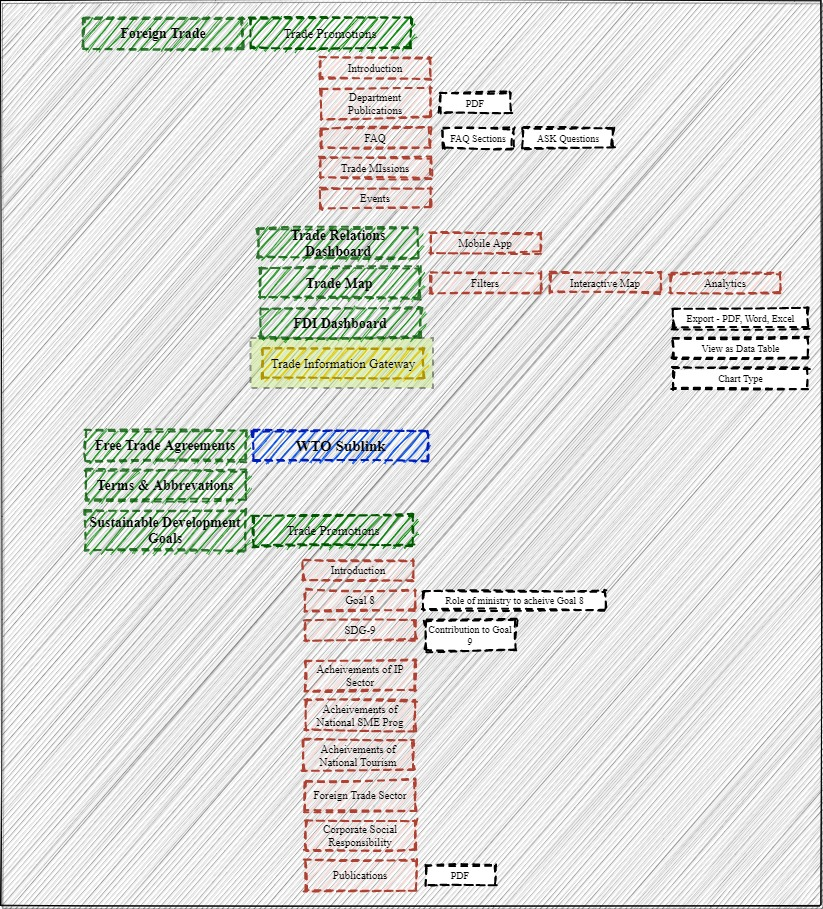 Foreign Trade
Trade Promotions
Introduction
Department
Publications
PDF
FAQ
FAQ Sections
ASK Questions
Trade MIssions
Events
Trade Relations
Dashboard
Mobile App
Trade Map
Filters
Interactive Map
Analytics
FDI Dashboard
Export - PDF, Word, Excel
View as Data Table
Trade Information Gateway
Chart Type
Free Trade Agreements
WTO Sublink
Terms & Abbrevations
Sustainable Development
Goals
Trade Promotions
Introduction
Goal 8
Role of ministry to acheive Goal 8
SDG-9
Contribution to Goal
9
Acheivements of IP
Sector
Acheivements of
National SME Prog
Acheivements of
National Tourism
Foreign Trade Sector
Corporate Social
Responsibility
Publications
PDF